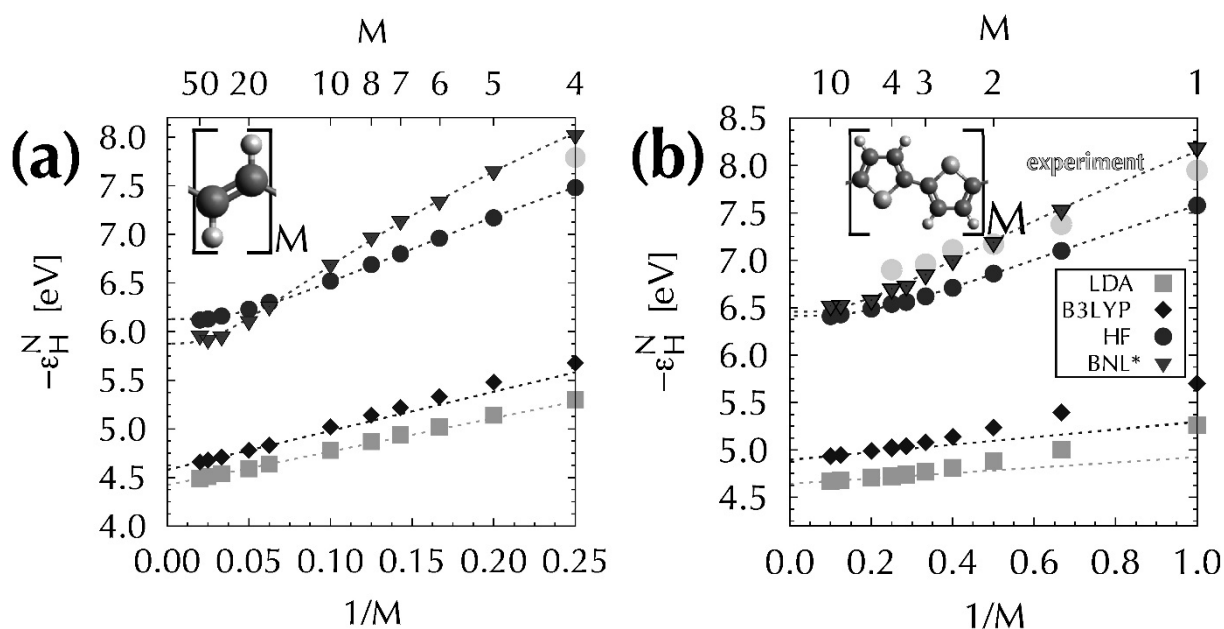 M
50 20 10 8 7 6 5 4
(a)
8.0
7.5
7.0
6.5
6.0
5.5
5.0
4.5
4.0
M
−ε_H^N [eV]
0.00 0.05 0.10 0.15 0.20 0.25
1/M
M
10 4 3 2 1
(b)
8.5
8.0
7.5
7.0
6.5
6.0
5.5
5.0
4.5
M
experiment
LDA
B3LYP
HF
BNL*
−ε_H^N [eV]
0.0 0.2 0.4 0.6 0.8 1.0
1/M